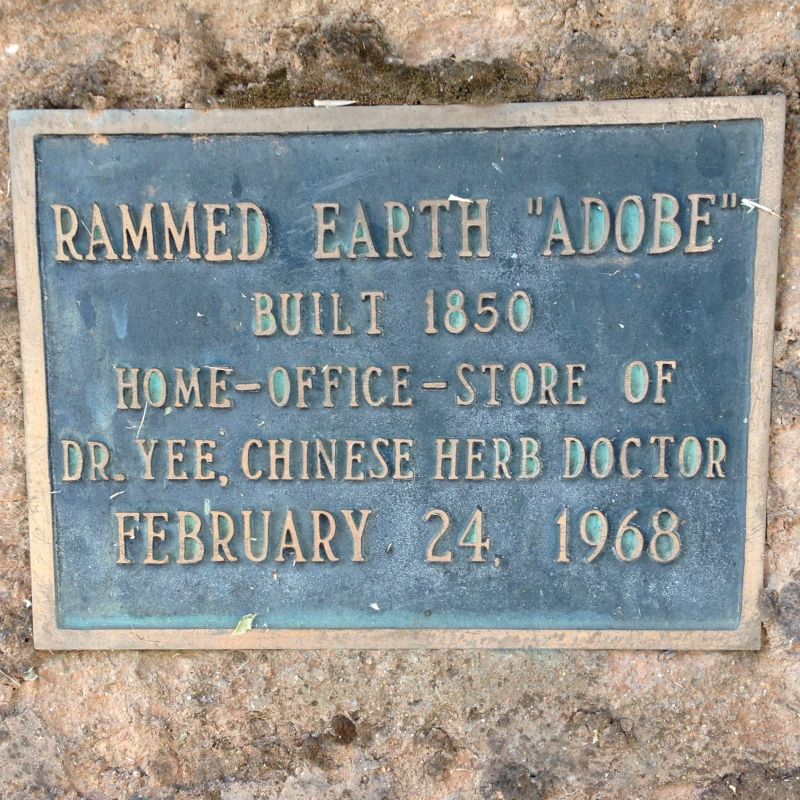 RAMMED EARTH "ADOBE"
BUILT 1850
HOME-OFFICE-STORE OF
DR. YEE, CHINESE HERB DOCTOR
FEBRUARY 24, 1968